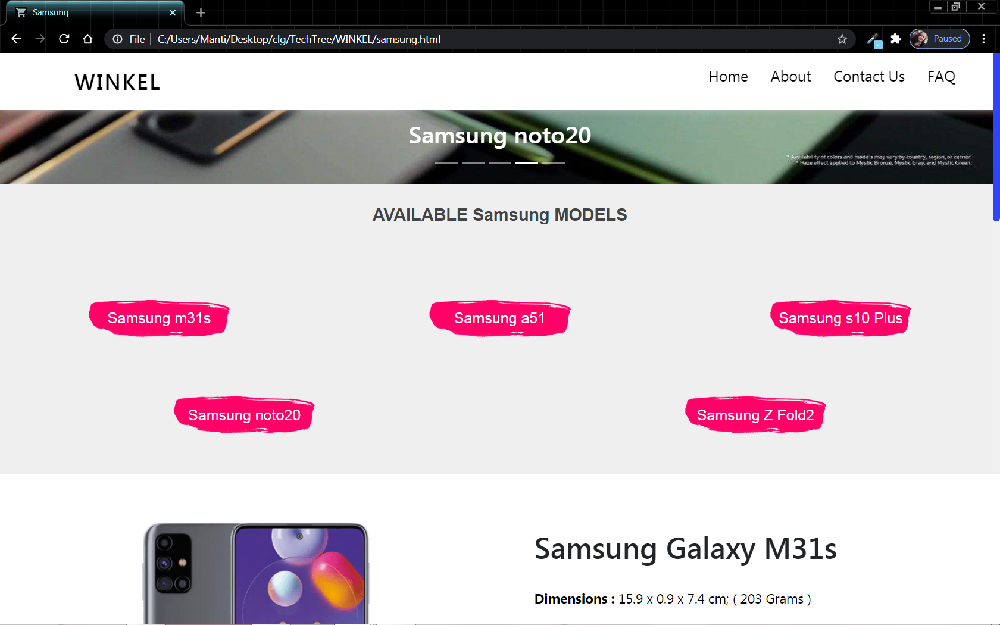 Samsung
File
C:/Users/Manti/Desktop/clg/TechTree/WINKEL/samsung.html
Paused
WINKEL
Home
About
Contact Us
FAQ
Samsung noto20
* Availability of colors and models may vary by country, region, or carrier.
* Haze effect applied to Mystic Bronze, Mystic Gray, and Mystic Green.
AVAILABLE Samsung MODELS
Samsung m31s
Samsung a51
Samsung s10 Plus
Samsung noto20
Samsung Z Fold2
Samsung Galaxy M31s
Dimensions : 15.9 x 0.9 x 7.4 cm; ( 203 Grams )